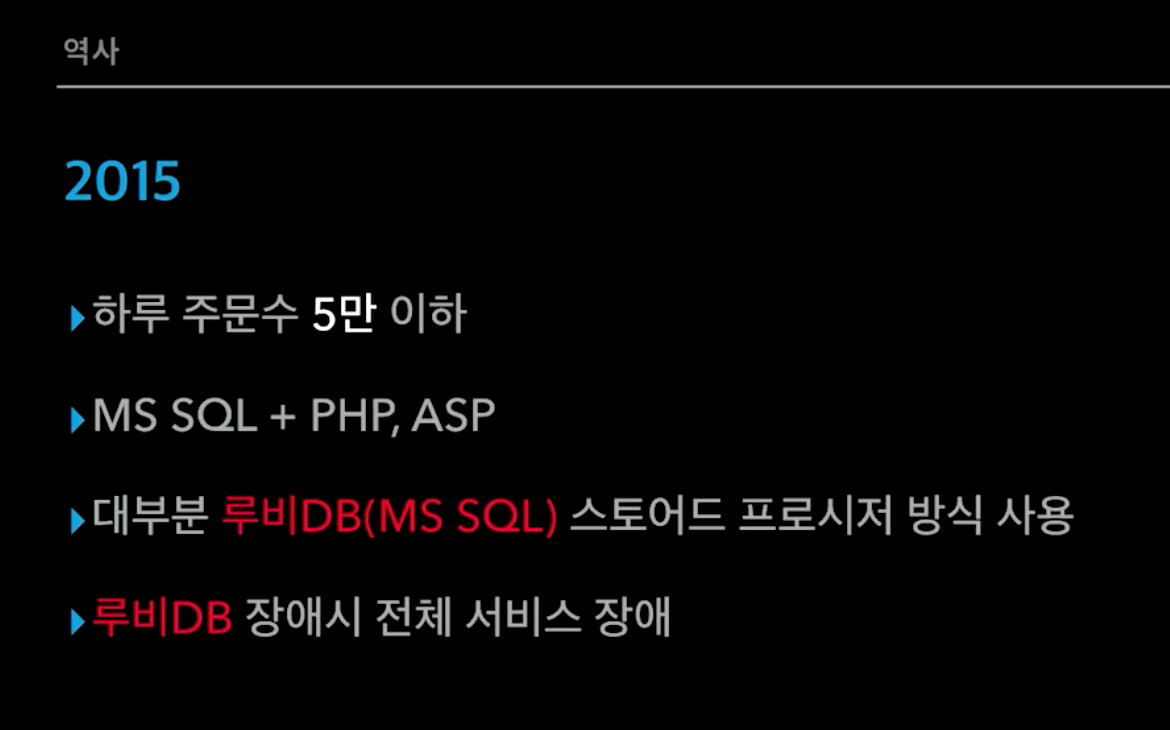 역사
2015
하루 주문수 5만 이하
MS SQL + PHP, ASP
대부분 루비DB(MS SQL) 스토어드 프로시저 방식 사용
루비DB 장애시 전체 서비스 장애